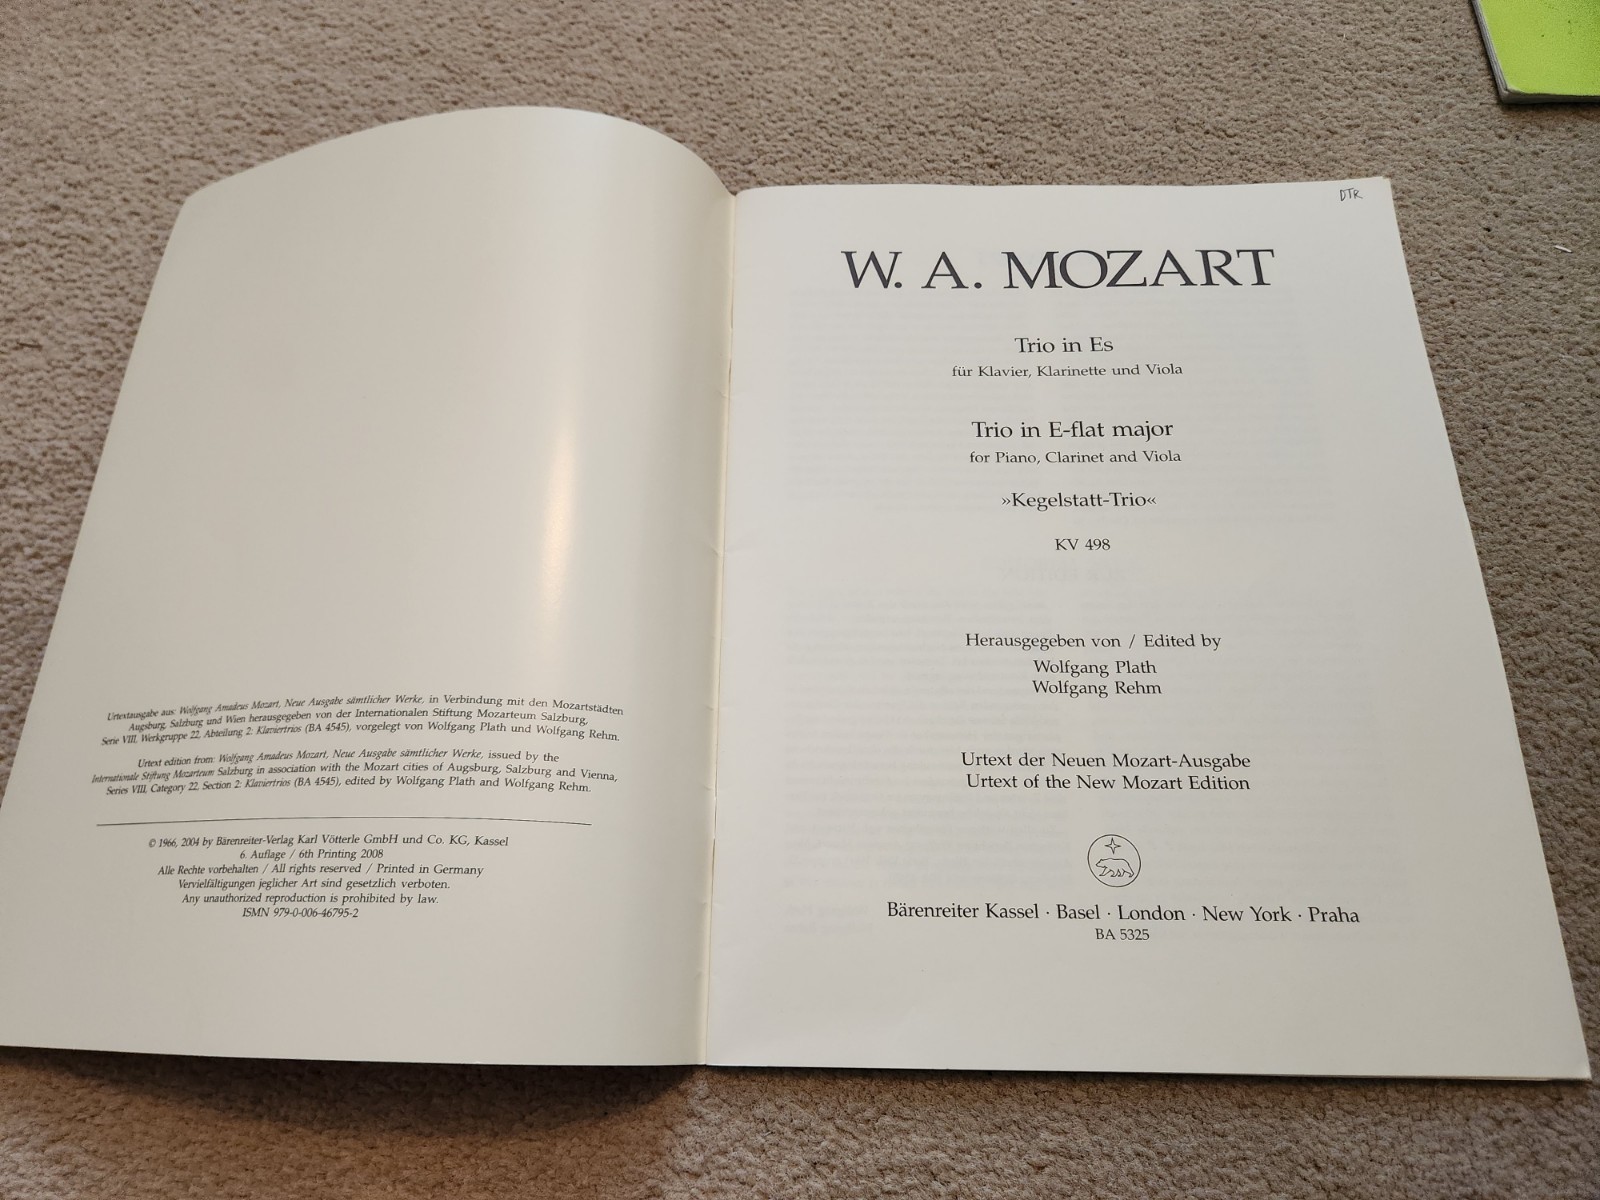 Urtextausgabe aus: Wolfgang Amadeus Mozart, Neue Ausgabe sämtlicher Werke, in Verbindung mit den Mozartstädten
Augsburg, Salzburg und Wien herausgegeben von der Internationalen Stiftung Mozarteum Salzburg,
Serie VIII, Werkgruppe 22, Abteilung 2: Klaviertrios (BA 4545), vorgelegt von Wolfgang Plath und Wolfgang Rehm.
Urtext edition from: Wolfgang Amadeus Mozart, Neue Ausgabe sämtlicher Werke, issued by the
Internationale Stiftung Mozarteum Salzburg in association with the Mozart cities of Augsburg, Salzburg and Vienna,
Series VIII, Category 22, Section 2: Klaviertrios (BA 4545), edited by Wolfgang Plath and Wolfgang Rehm.
© 1966, 2004 by Bärenreiter-Verlag Karl Vötterle GmbH und Co. KG, Kassel
6. Auflage / 6th Printing 2008
Alle Rechte vorbehalten / All rights reserved / Printed in Germany
Vervielfältigungen jeglicher Art sind gesetzlich verboten.
Any unauthorized reproduction is prohibited by law.
ISMN 979-0-006-46795-2
DTR
W. A. MOZART
Trio in Es
für Klavier, Klarinette und Viola
Trio in E-flat major
for Piano, Clarinet and Viola
»Kegelstatt-Trio«
KV 498
Herausgegeben von / Edited by
Wolfgang Plath
Wolfgang Rehm
Urtext der Neuen Mozart-Ausgabe
Urtext of the New Mozart Edition
Bärenreiter Kassel · Basel · London · New York · Praha
BA 5325